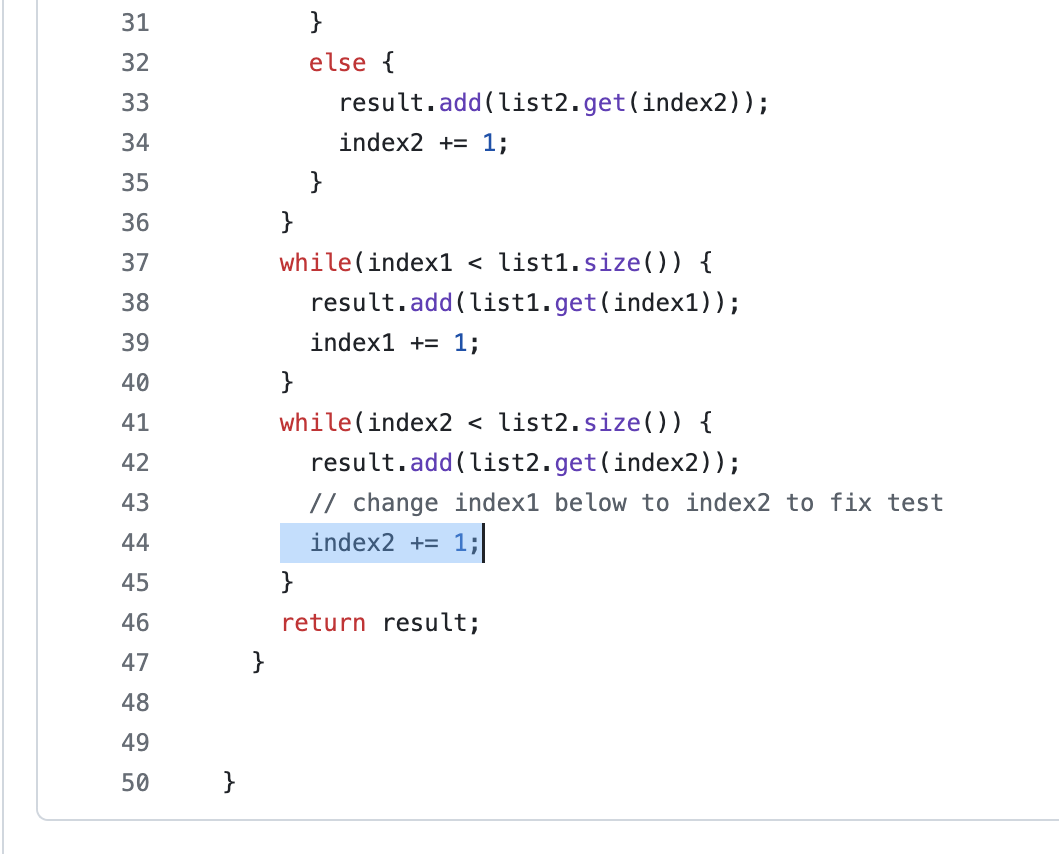 31 }
32 else {
33 result.add(list2.get(index2));
34 index2 += 1;
35 }
36 }
37 while(index1 < list1.size()) {
38 result.add(list1.get(index1));
39 index1 += 1;
40 }
41 while(index2 < list2.size()) {
42 result.add(list2.get(index2));
43 // change index1 below to index2 to fix test
44 index2 += 1;
45 }
46 return result;
47 }
48
49
50 }